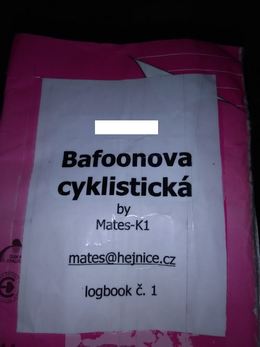 Bafoonova
cyklistická
by
Mates-K1
mates@hejnice.cz
logbook č. 1